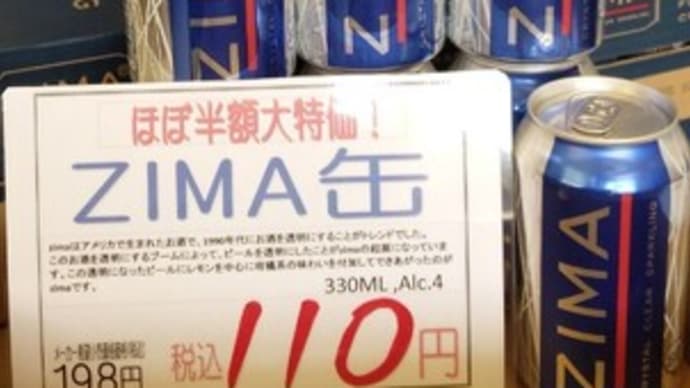 ZIMA
ほぼ半額大特価！
ZIMA缶
zimaはアメリカで生まれたお酒で、1990年代にお酒を透明にすることがトレンドでした。
このお酒を透明にするブームによって、ビールを透明にしたことがzimaの起源になっていま
す。この透明になったビールにレモンを中心に柑橘系の味わいを付加してできあがったのが
zimaです。
330ML ,Alc.4
198円
税込110円
ZIMA
CRYSTAL CLEAR SPARKLING